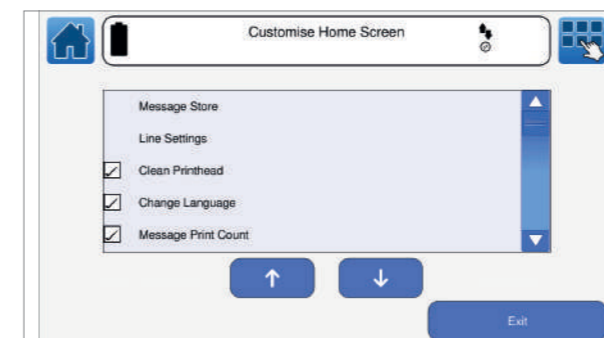 Customise Home Screen
Message Store
Line Settings
Clean Printhead
Change Language
Message Print Count
Exit